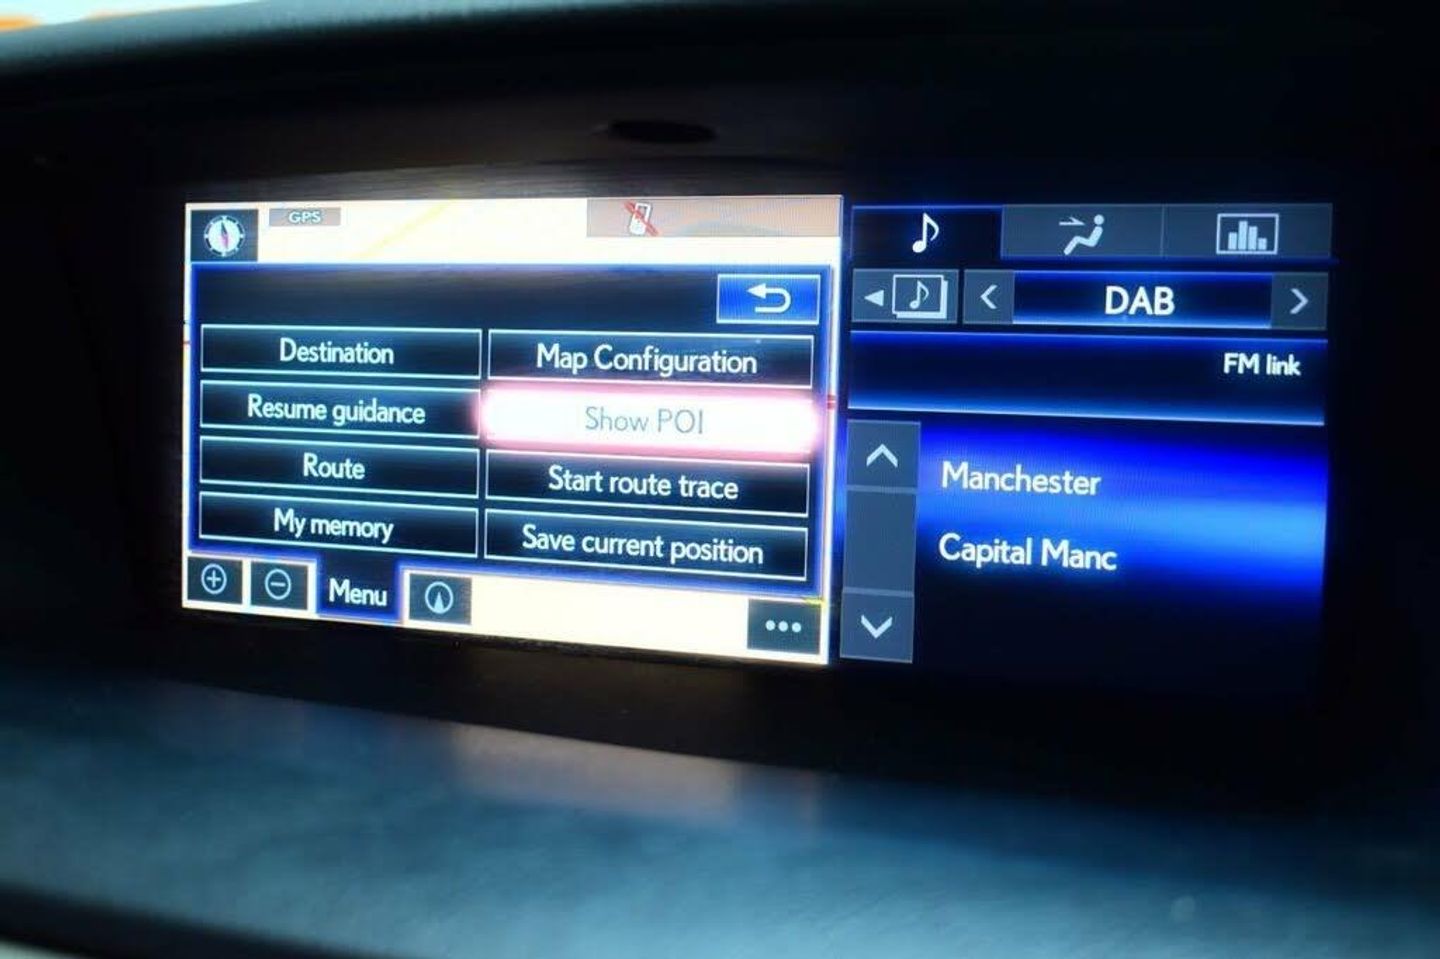 GPS
Destination
Map Configuration
Resume guidance
Show POI
Route
Start route trace
My memory
Save current position
Menu
DAB
FM link
Manchester
Capital Manc